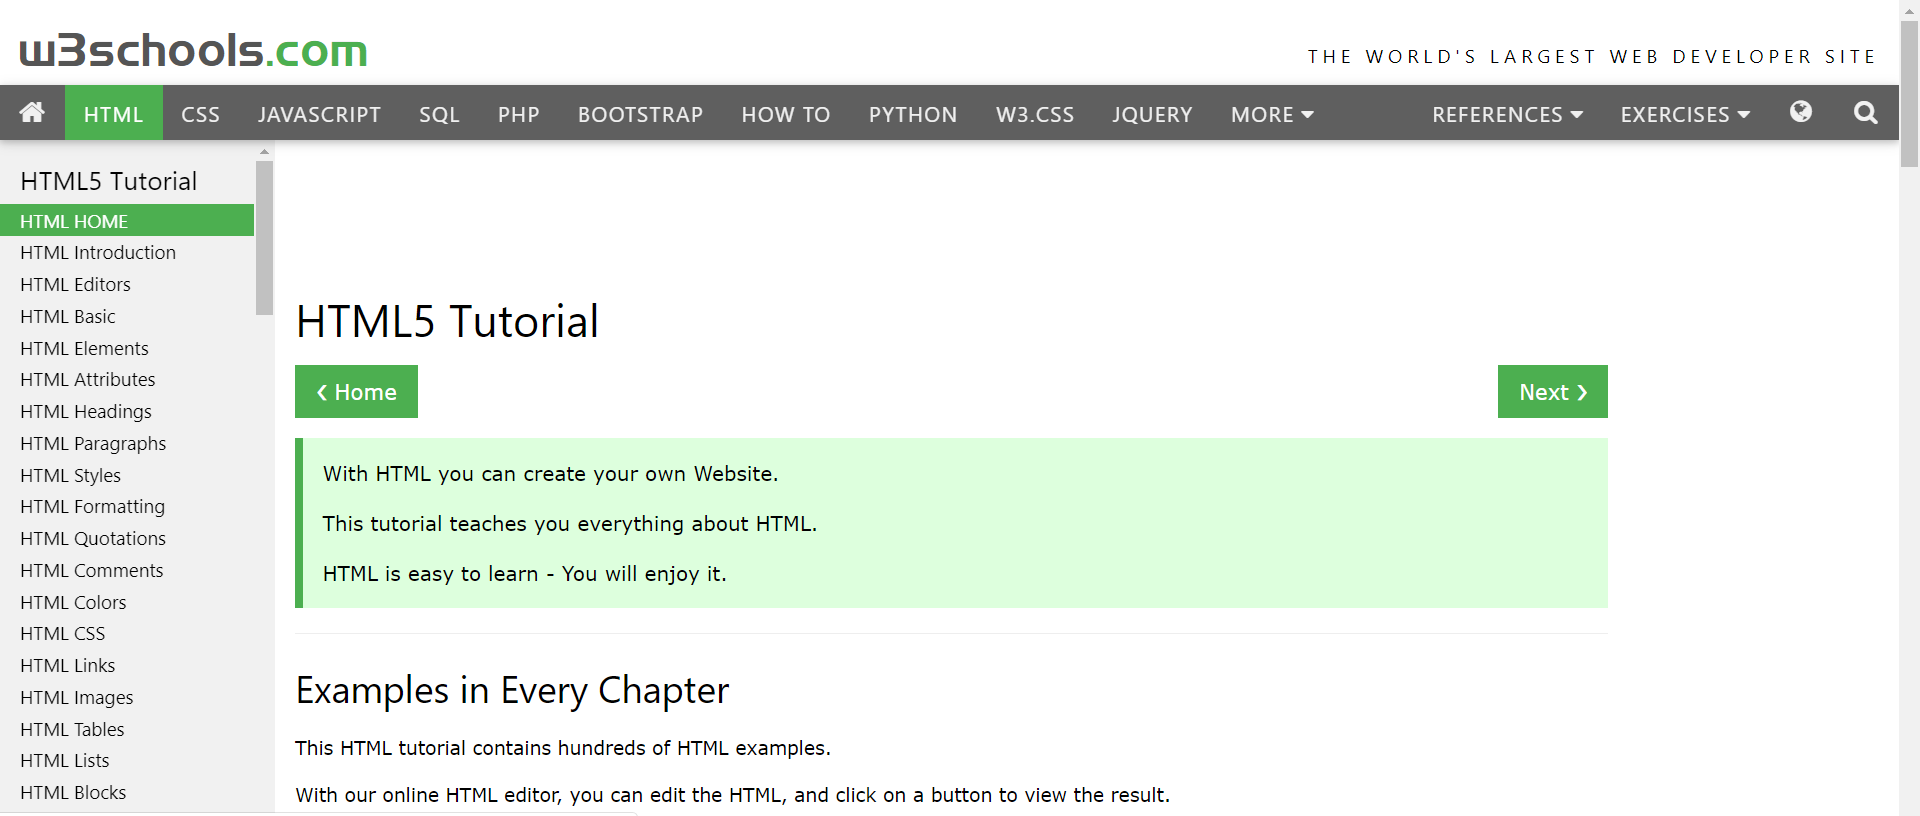 w3schools.com
THE WORLD'S LARGEST WEB DEVELOPER SITE
HTML CSS JAVASCRIPT SQL PHP BOOTSTRAP HOW TO PYTHON W3.CSS JQUERY MORE REFERENCES EXERCISES
HTML5 Tutorial
HTML HOME
HTML Introduction
HTML Editors
HTML Basic
HTML Elements
HTML Attributes
HTML Headings
HTML Paragraphs
HTML Styles
HTML Formatting
HTML Quotations
HTML Comments
HTML Colors
HTML CSS
HTML Links
HTML Images
HTML Tables
HTML Lists
HTML Blocks
HTML5 Tutorial
❮ Home
Next ❯
With HTML you can create your own Website.
This tutorial teaches you everything about HTML.
HTML is easy to learn - You will enjoy it.
Examples in Every Chapter
This HTML tutorial contains hundreds of HTML examples.
With our online HTML editor, you can edit the HTML, and click on a button to view the result.